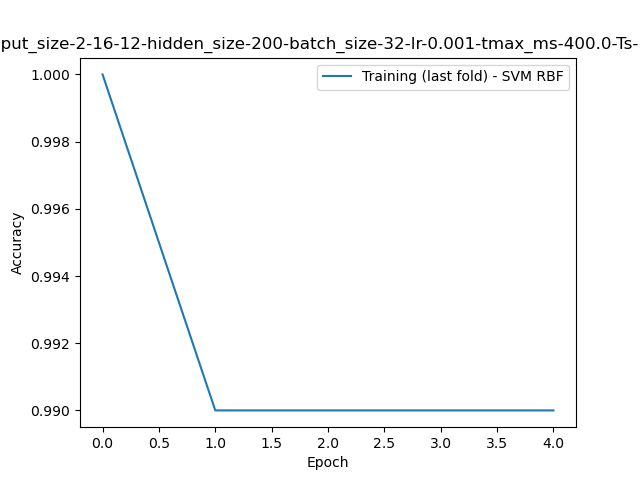 put_size-2-16-12-hidden_size-200-batch_size-32-lr-0.001-tmax_ms-400.0-Ts-
Training (last fold) - SVM RBF
1.000
0.998
0.996
0.994
0.992
0.990
Accuracy
0.0 0.5 1.0 1.5 2.0 2.5 3.0 3.5 4.0
Epoch